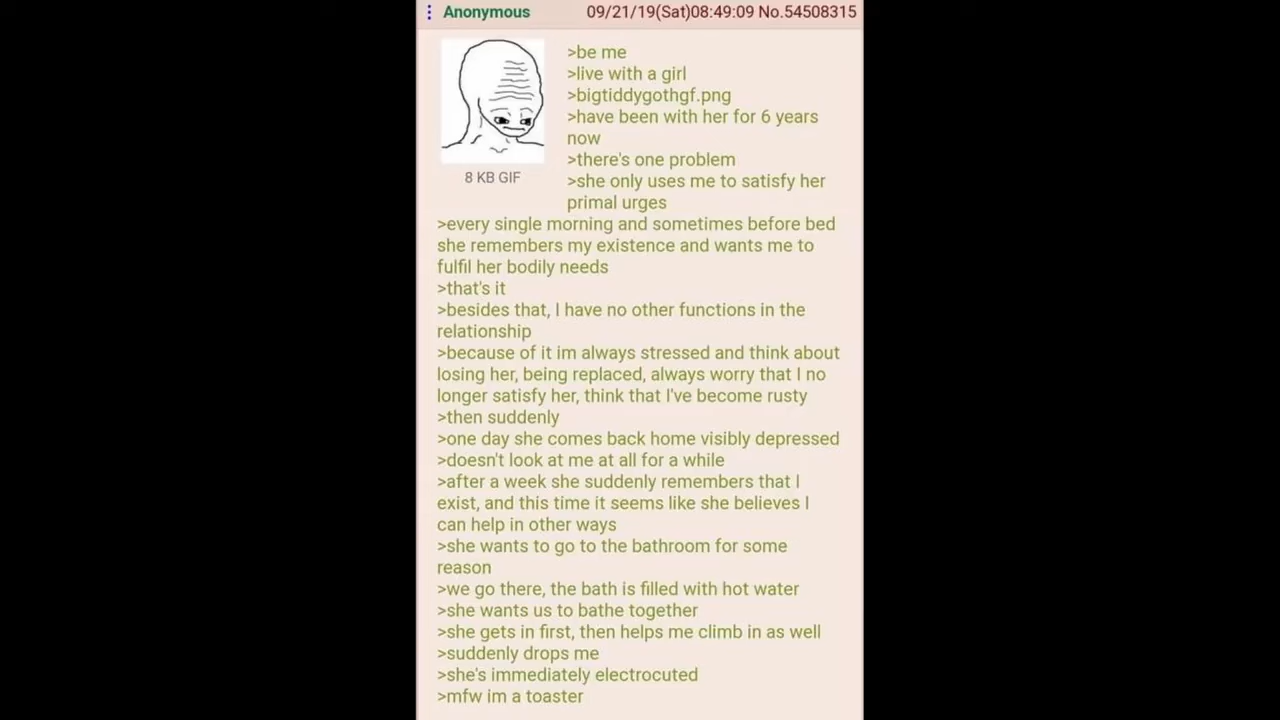 Anonymous 09/21/19(Sat)08:49:09 No.54508315
>be me
>live with a girl
>bigtiddygothgf.png
>have been with her for 6 years
now
>there's one problem
>she only uses me to satisfy her
primal urges
8 KB GIF
>every single morning and sometimes before bed
she remembers my existence and wants me to
fulfil her bodily needs
>that's it
>besides that, I have no other functions in the
relationship
>because of it im always stressed and think about
losing her, being replaced, always worry that I no
longer satisfy her, think that I've become rusty
>then suddenly
>one day she comes back home visibly depressed
>doesn't look at me at all for a while
>after a week she suddenly remembers that I
exist, and this time it seems like she believes I
can help in other ways
>she wants to go to the bathroom for some
reason
>we go there, the bath is filled with hot water
>she wants us to bathe together
>she gets in first, then helps me climb in as well
>suddenly drops me
>she's immediately electrocuted
>mfw im a toaster